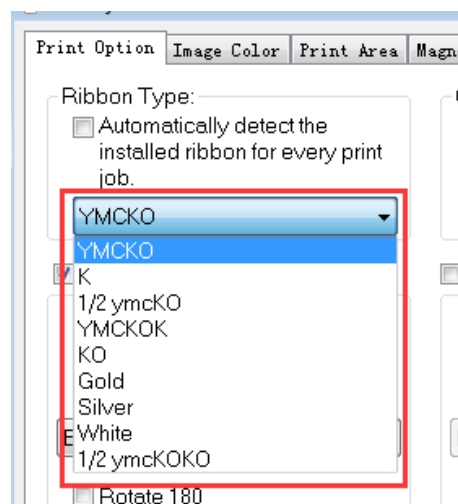 Print Option Image Color Print Area Magn
Ribbon Type:
Automatically detect the
installed ribbon for every print
job.
YMCKO
YMCKO
K
1/2 ymcKO
YMCKOK
KO
Gold
Silver
White
1/2 ymcKOKO
Rotate 180